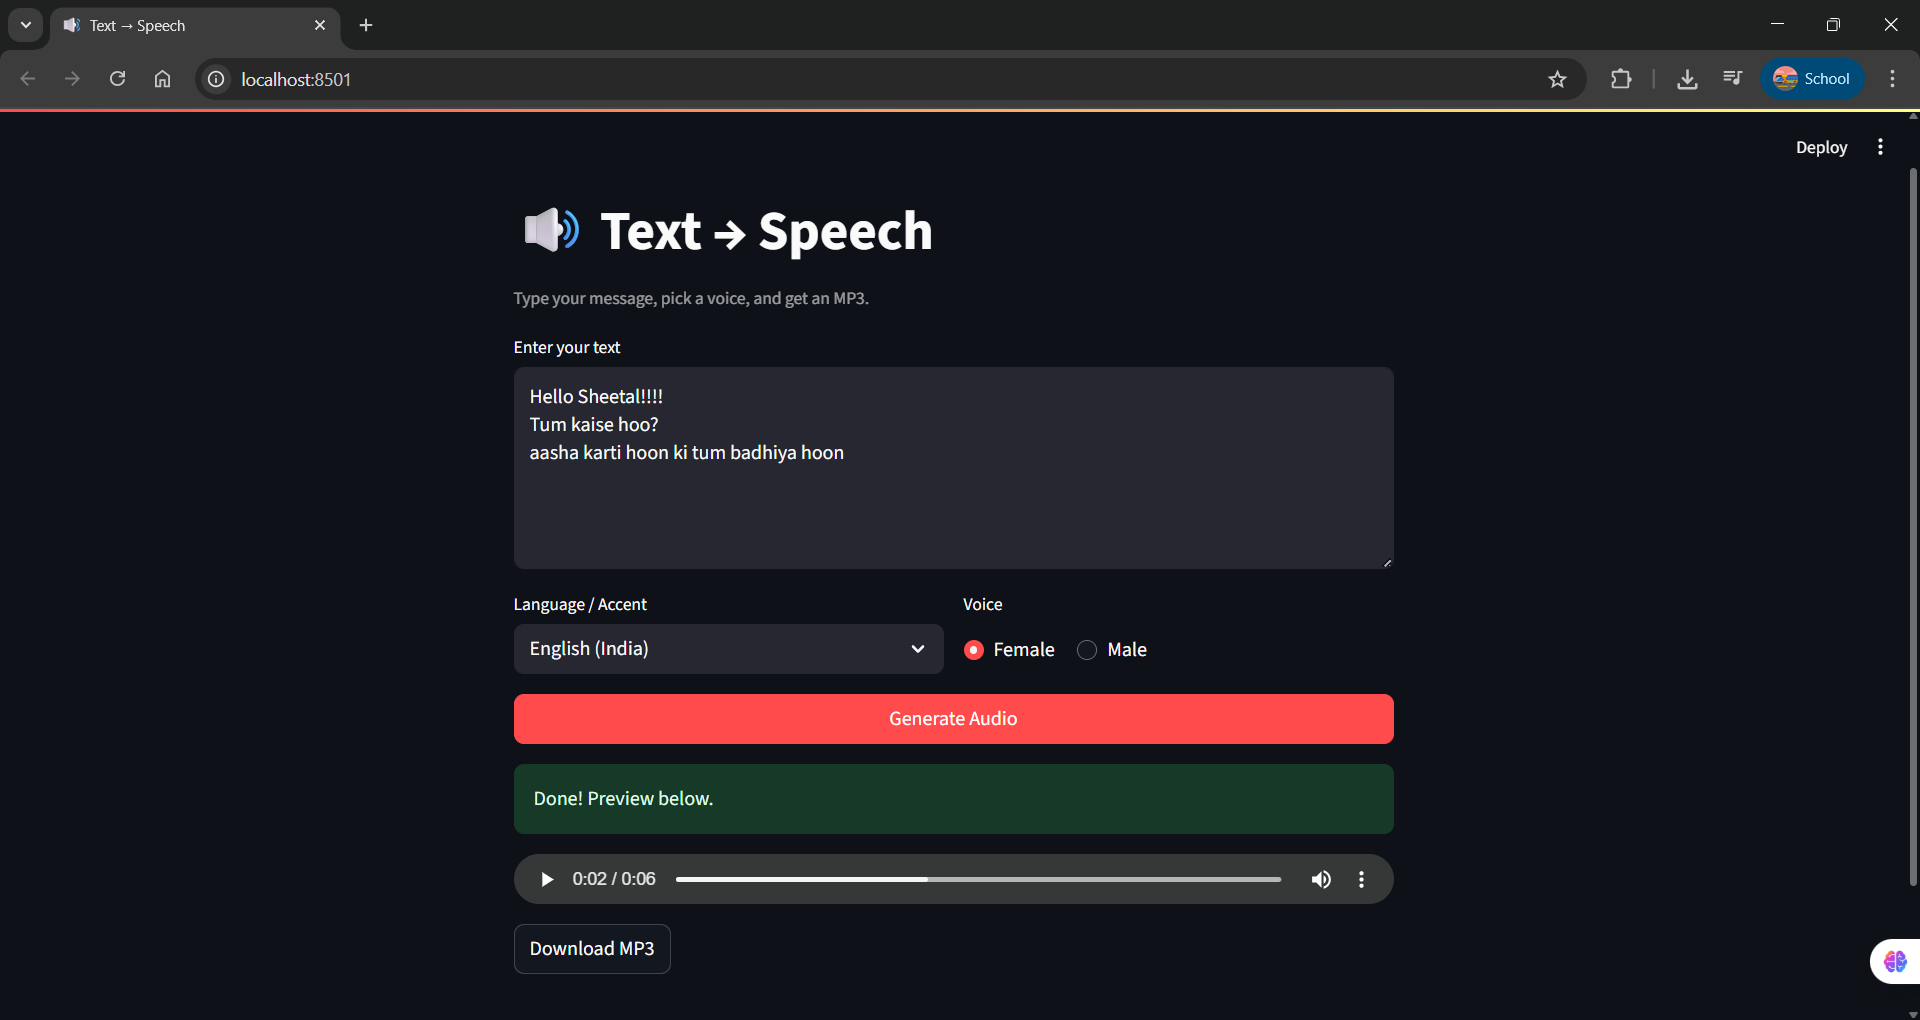 Text → Speech
localhost:8501
School
Deploy
Text → Speech
Type your message, pick a voice, and get an MP3.
Enter your text
Hello Sheetal!!!!
Tum kaise hoo?
aasha karti hoon ki tum badhiya hoon
Language / Accent
Voice
English (India)
Female
Male
Generate Audio
Done! Preview below.
0:02 / 0:06
Download MP3